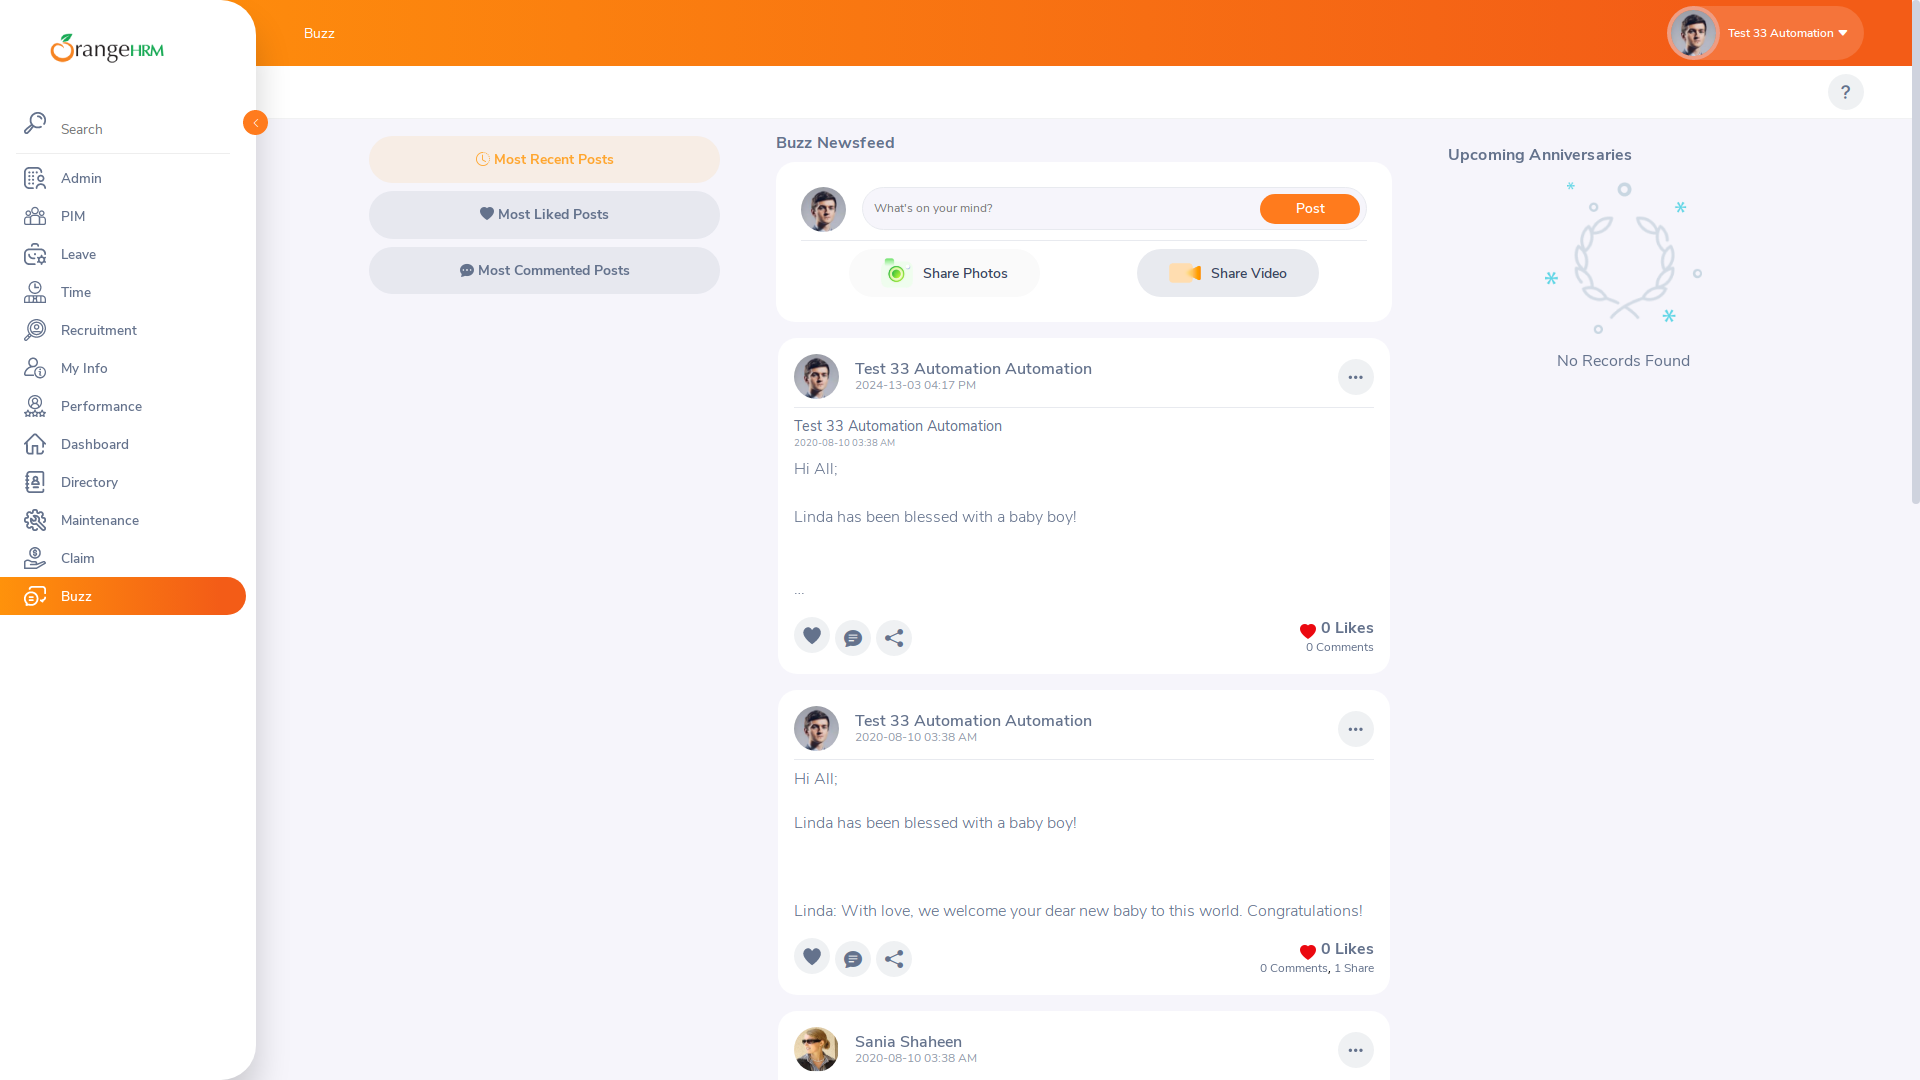 OrangeHRM
Search
Admin
PIM
Leave
Time
Recruitment
My Info
Performance
Dashboard
Directory
Maintenance
Claim
Buzz
Buzz
Test 33 Automation
?
Most Recent Posts
Most Liked Posts
Most Commented Posts
Buzz Newsfeed
What's on your mind?
Post
Share Photos
Share Video
Test 33 Automation Automation
2024-13-03 04:17 PM
Test 33 Automation Automation
2020-08-10 03:38 AM
Hi All;
Linda has been blessed with a baby boy!
...
0 Likes
0 Comments
Test 33 Automation Automation
2020-08-10 03:38 AM
Hi All;
Linda has been blessed with a baby boy!
Linda: With love, we welcome your dear new baby to this world. Congratulations!
0 Likes
0 Comments, 1 Share
Sania Shaheen
2020-08-10 03:38 AM
Upcoming Anniversaries
No Records Found